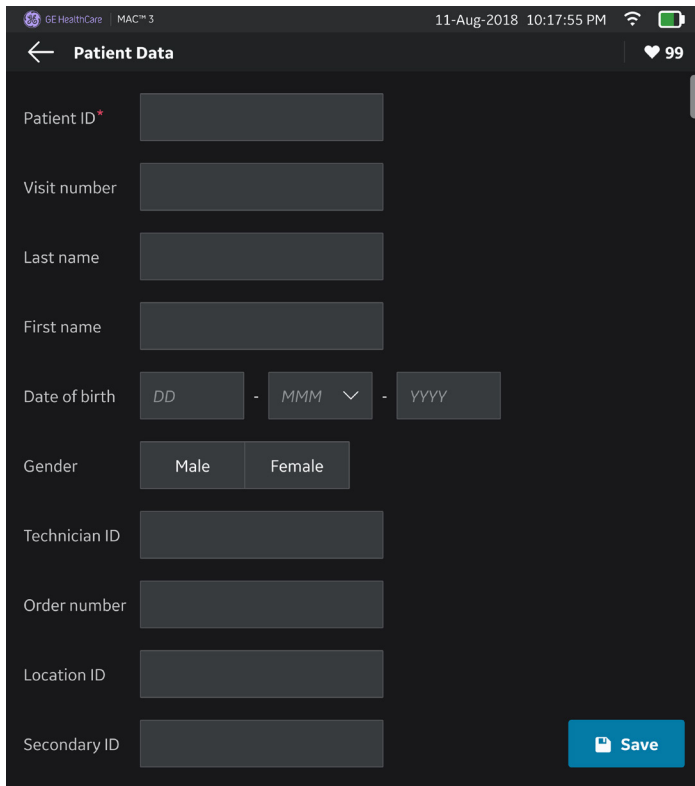 GE HealthCare MAC™ 3 11-Aug-2018 10:17:55 PM
Patient Data 99
Patient ID*
Visit number
Last name
First name
Date of birth DD - MMM - YYYY
Gender Male Female
Technician ID
Order number
Location ID
Secondary ID Save